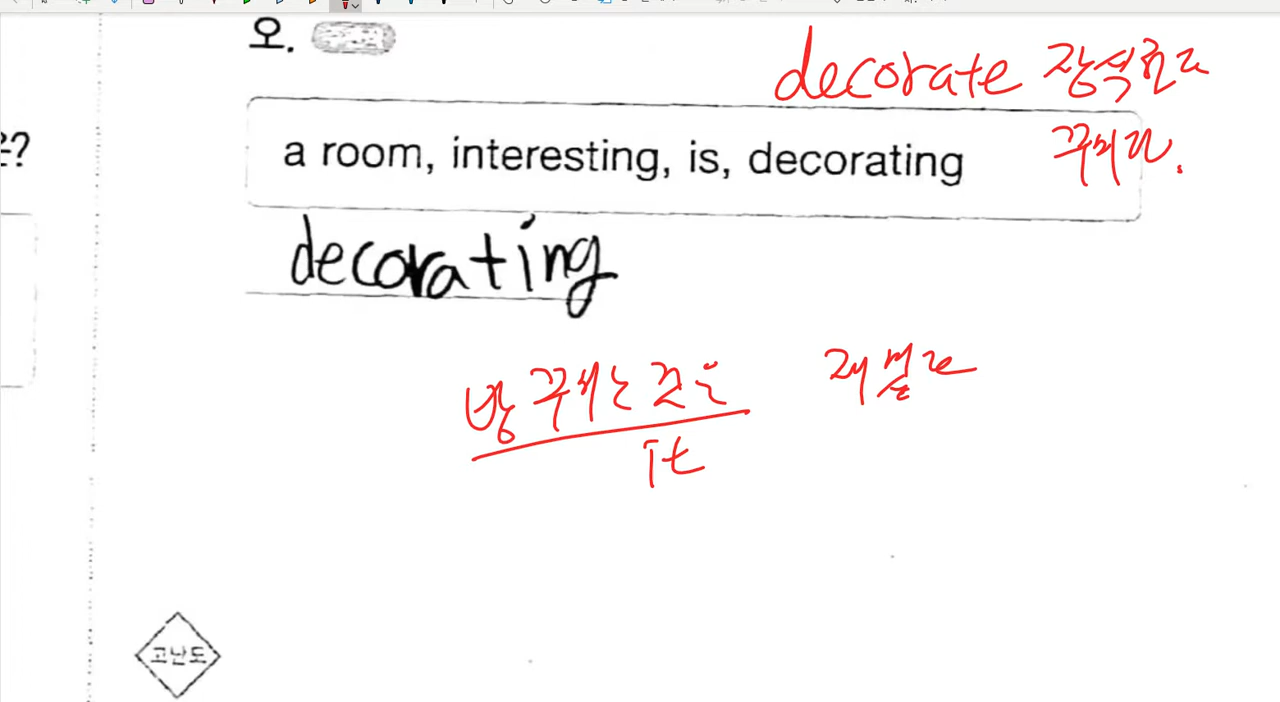 오.
decorate 장식한다
?
a room, interesting, is, decorating
꾸미다.
decorating
방 꾸미는 것은 재밌다
it
고난도